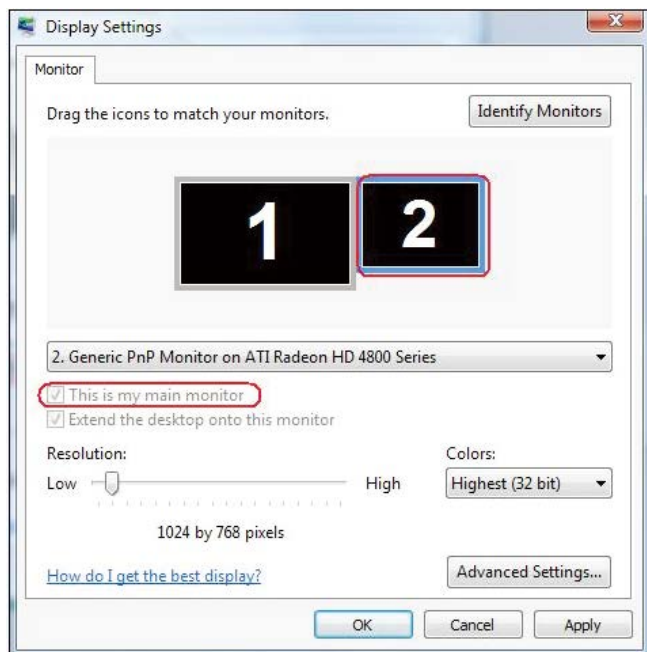 Display Settings
Monitor
Drag the icons to match your monitors.
Identify Monitors
1
2
2. Generic PnP Monitor on ATI Radeon HD 4800 Series
This is my main monitor
Extend the desktop onto this monitor
Resolution:
Colors:
Low
High
Highest (32 bit)
1024 by 768 pixels
How do I get the best display?
Advanced Settings...
OK
Cancel
Apply